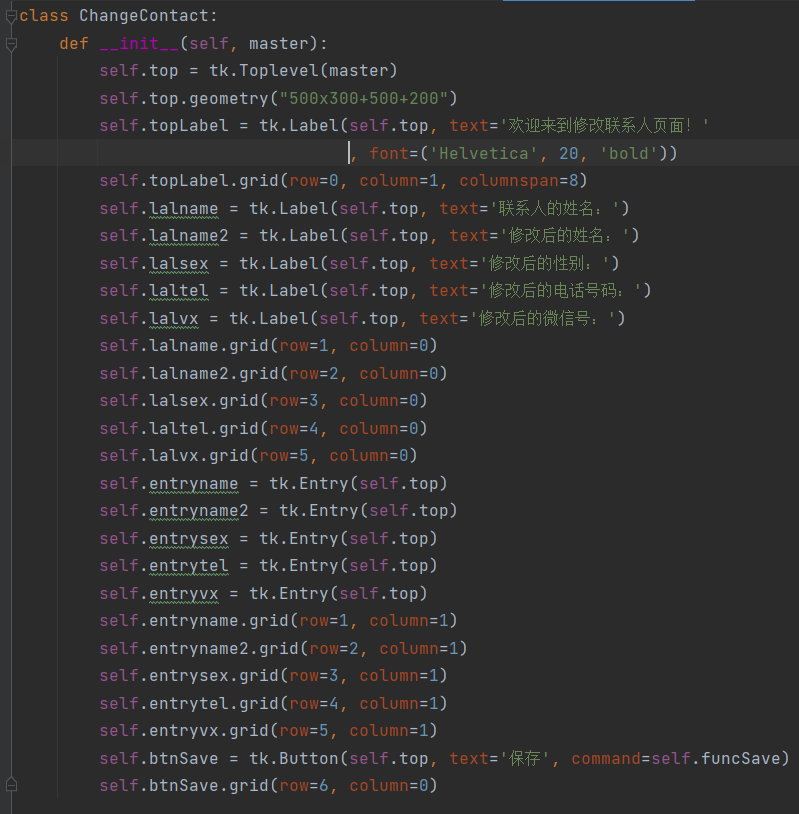 class ChangeContact:
    def __init__(self, master):
        self.top = tk.Toplevel(master)
        self.top.geometry("500x300+500+200")
        self.topLabel = tk.Label(self.top, text='欢迎来到修改联系人页面！'
                                 , font=('Helvetica', 20, 'bold'))
        self.topLabel.grid(row=0, column=1, columnspan=8)
        self.lalname = tk.Label(self.top, text='联系人的姓名：')
        self.lalname2 = tk.Label(self.top, text='修改后的姓名：')
        self.lalsex = tk.Label(self.top, text='修改后的性别：')
        self.laltel = tk.Label(self.top, text='修改后的电话号码：')
        self.lalvx = tk.Label(self.top, text='修改后的微信号：')
        self.lalname.grid(row=1, column=0)
        self.lalname2.grid(row=2, column=0)
        self.lalsex.grid(row=3, column=0)
        self.laltel.grid(row=4, column=0)
        self.lalvx.grid(row=5, column=0)
        self.entryname = tk.Entry(self.top)
        self.entryname2 = tk.Entry(self.top)
        self.entrysex = tk.Entry(self.top)
        self.entrytel = tk.Entry(self.top)
        self.entryvx = tk.Entry(self.top)
        self.entryname.grid(row=1, column=1)
        self.entryname2.grid(row=2, column=1)
        self.entrysex.grid(row=3, column=1)
        self.entrytel.grid(row=4, column=1)
        self.entryvx.grid(row=5, column=1)
        self.btnSave = tk.Button(self.top, text='保存', command=self.funcSave)
        self.btnSave.grid(row=6, column=0)